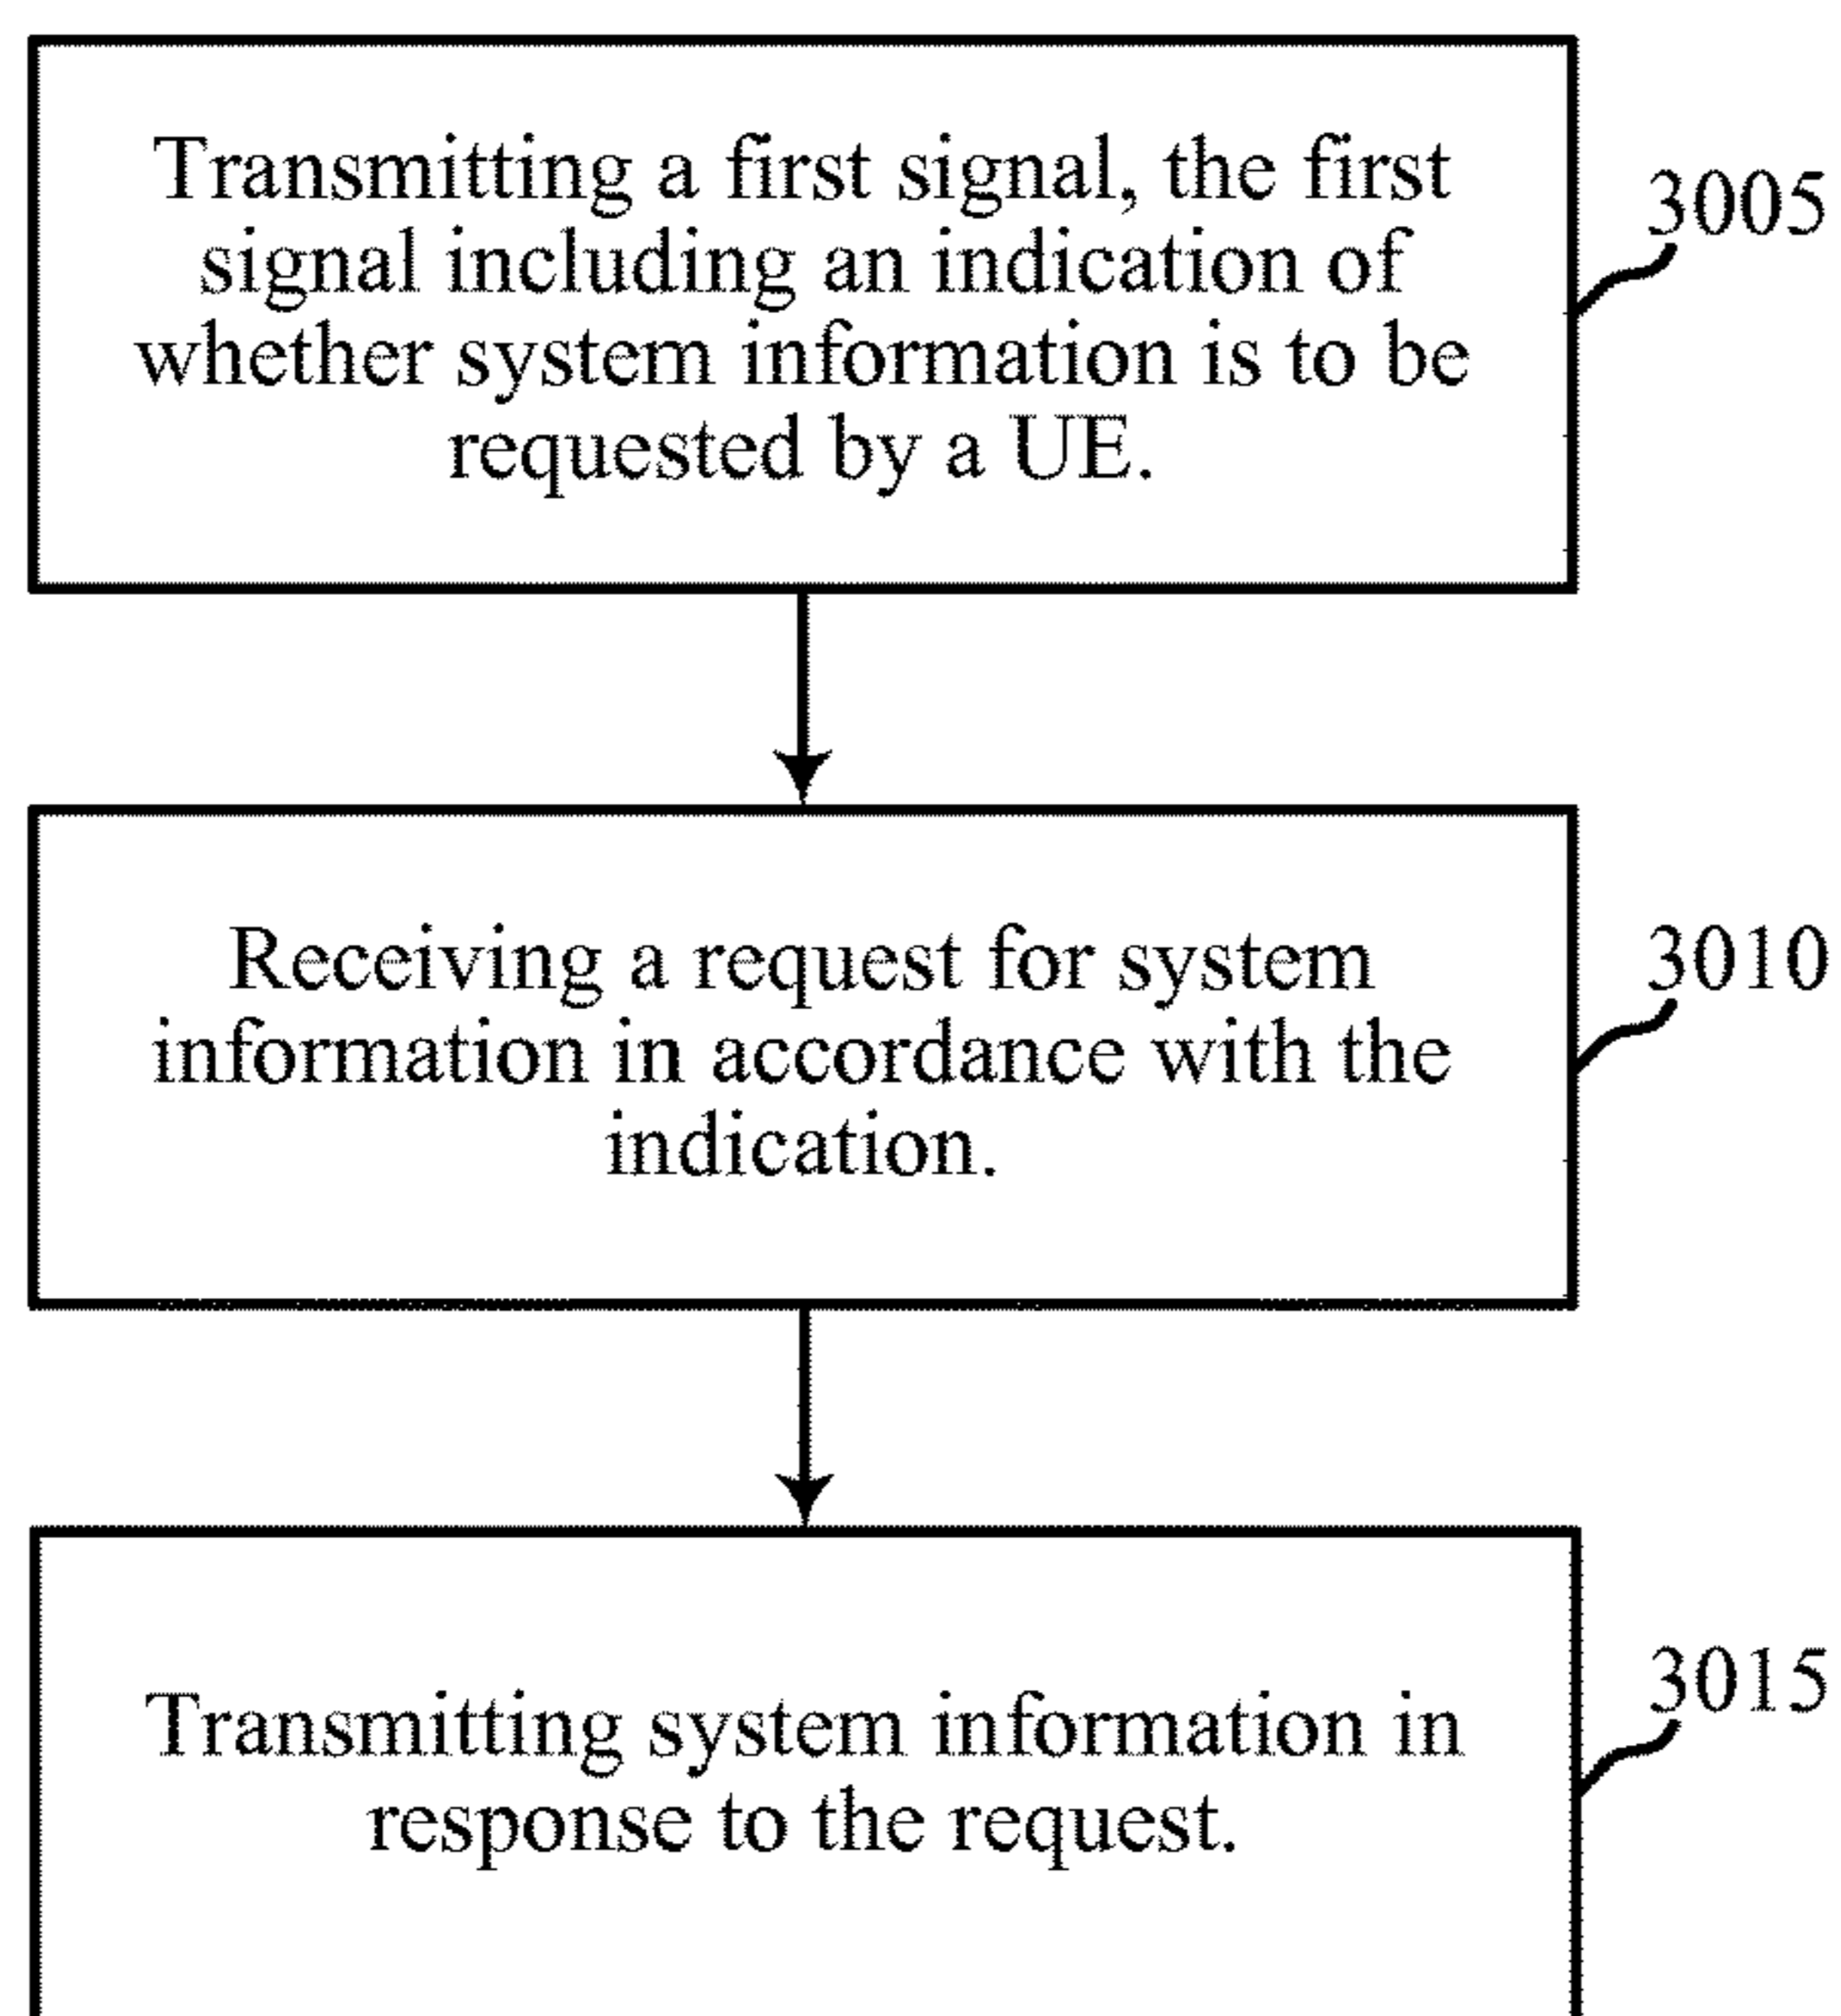 Transmitting a first signal, the first
signal including an indication of
whether system information is to be
requested by a UE.
3005
Receiving a request for system
information in accordance with the
indication.
3010
Transmitting system information in
response to the request.
3015